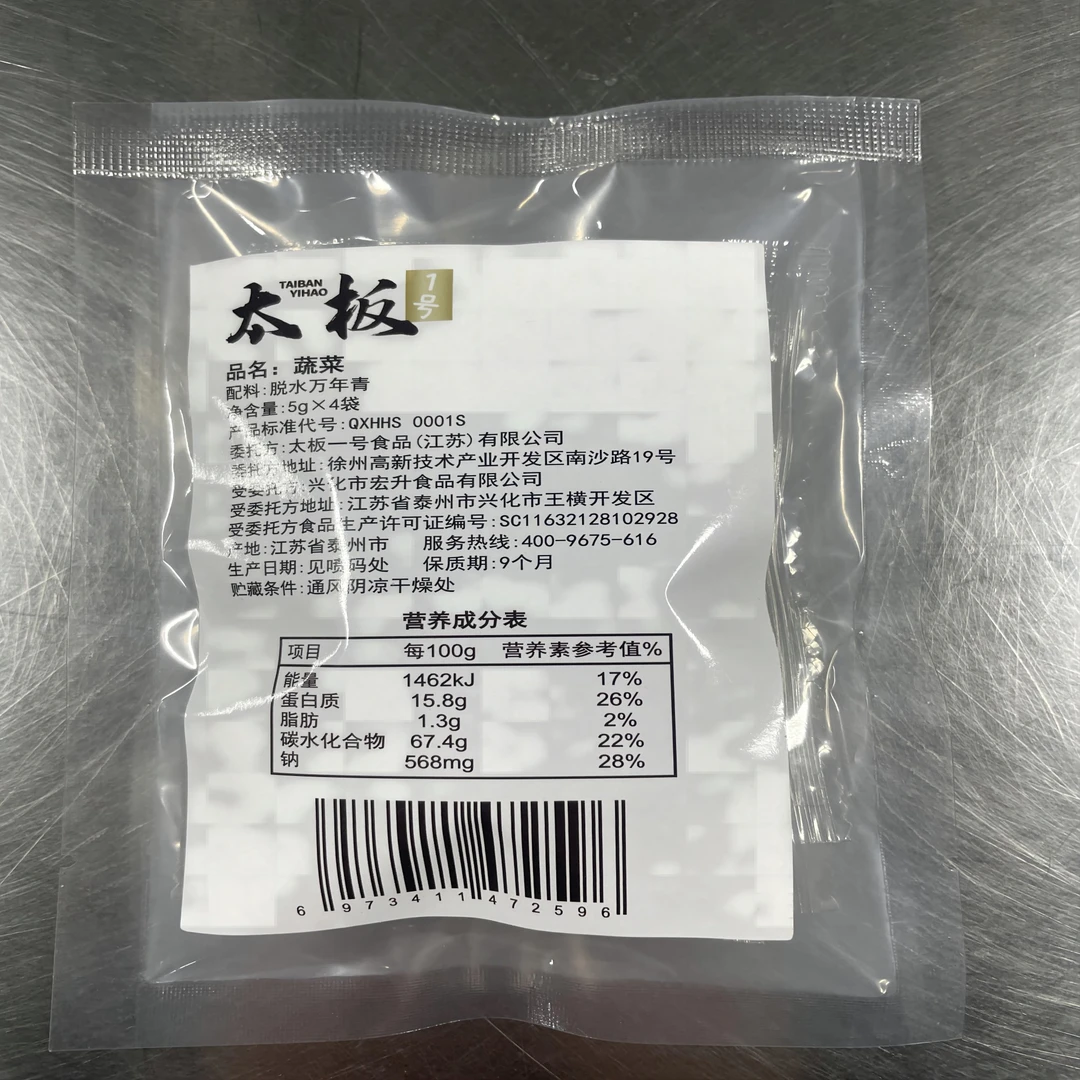 太板
TAIBAN
YIHAO
1号
品名：蔬菜
配料:脱水万年青
净含量:5g×4袋
产品标准代号:QXHHS 0001S
委托方:太板一号食品(江苏)有限公司
委托方地址:徐州高新技术产业开发区南沙路19号
受委托方:兴化市宏升食品有限公司
受委托方地址:江苏省泰州市兴化市王横开发区
受委托方食品生产许可证编号:SC11632128102928
产地:江苏省泰州市 服务热线:400-9675-616
生产日期:见喷码处 保质期:9个月
贮藏条件:通风阴凉干燥处
营养成分表
项目 每100g 营养素参考值%
能量 1462kJ 17%
蛋白质 15.8g 26%
脂肪 1.3g 2%
碳水化合物 67.4g 22%
钠 568mg 28%
6973411472596